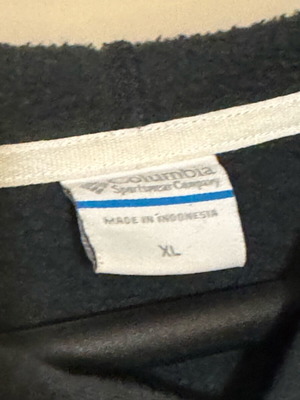 Columbia
Sportswear Company
MADE IN INDONESIA
XL